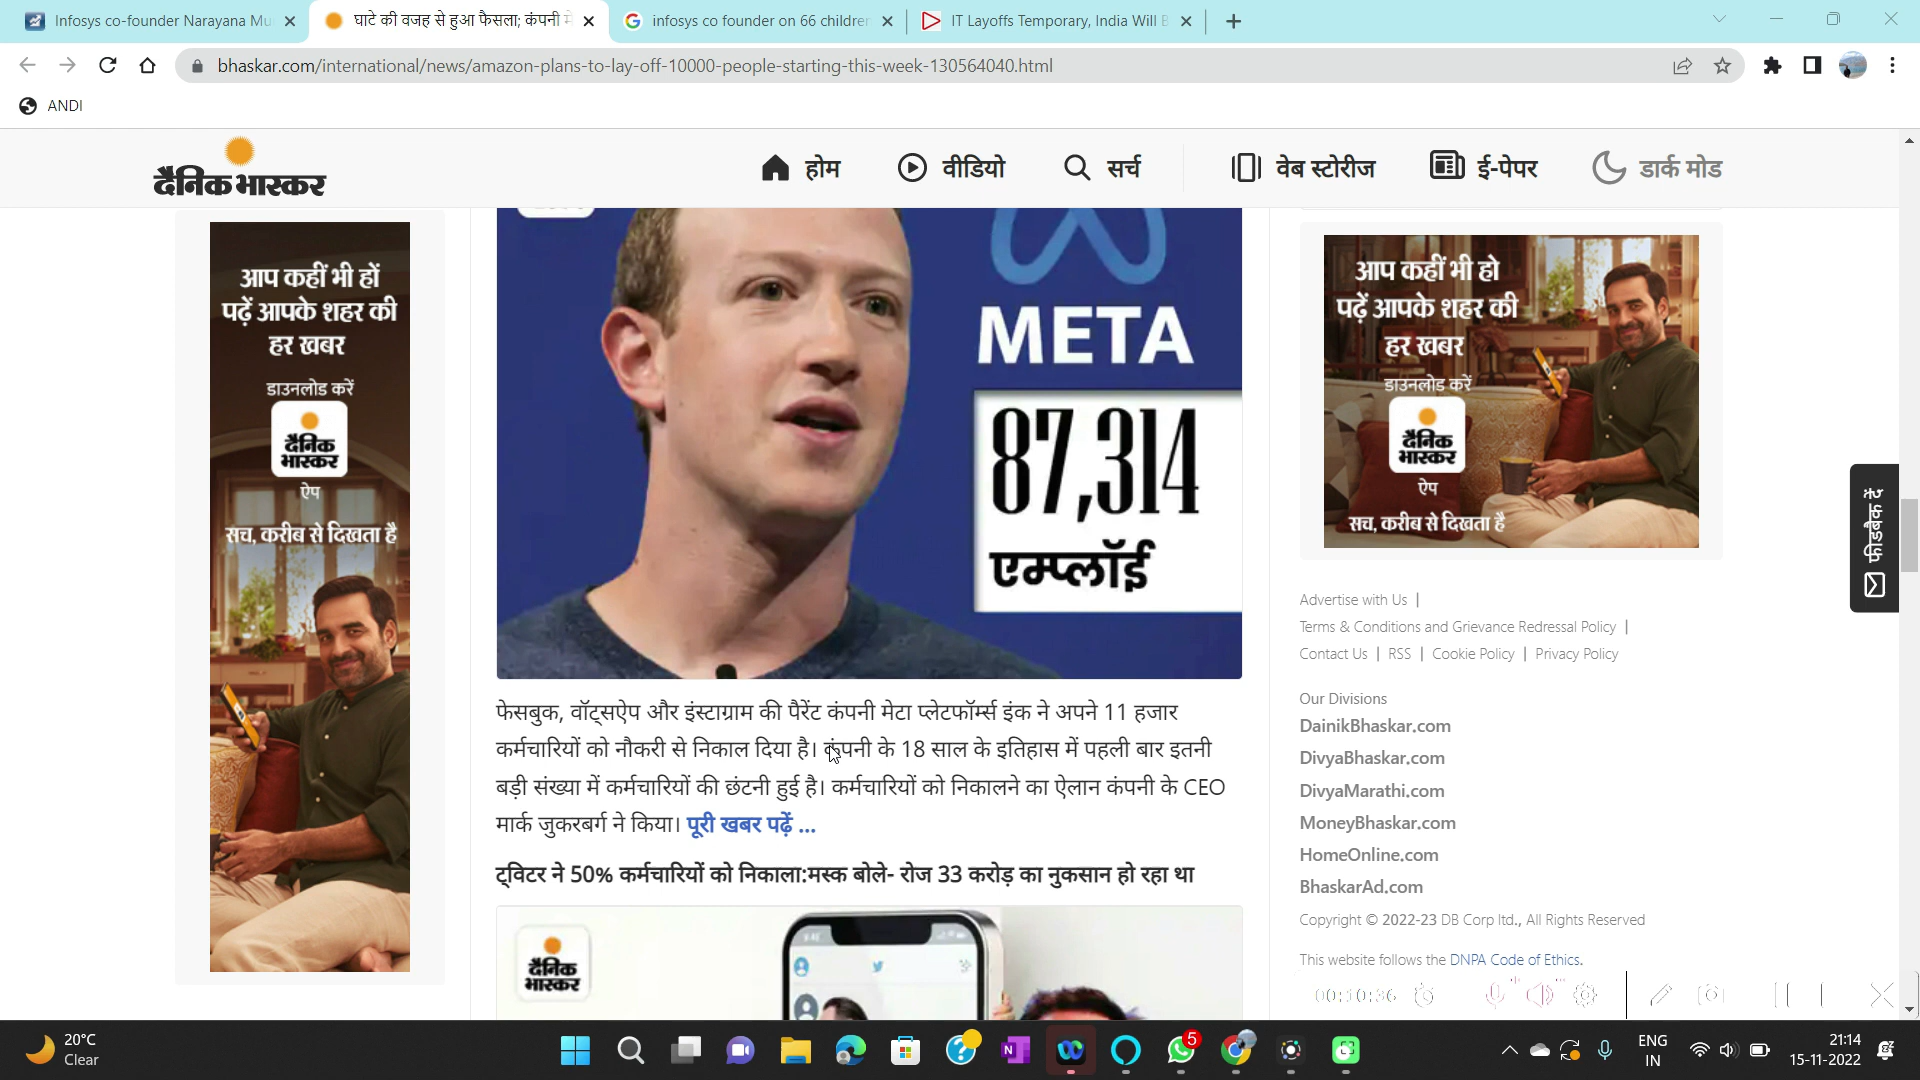 Infosys co-founder Narayana Mu
घाटे की वजह से हुआ फैसला; कंपनी में
infosys co founder on 66 children
IT Layoffs Temporary, India Will B
bhaskar.com/international/news/amazon-plans-to-lay-off-10000-people-starting-this-week-130564040.html
ANDI
दैनिक भास्कर
होम
वीडियो
सर्च
वेब स्टोरीज
ई-पेपर
डार्क मोड
आप कहीं भी हों
पढ़ें आपके शहर की
हर खबर
डाउनलोड करें
दैनिक
भास्कर
ऐप
सच, करीब से दिखता है
META
87,314
एम्प्लॉई
फेसबुक, वॉट्सऐप और इंस्टाग्राम की पैरेंट कंपनी मेटा प्लेटफॉर्म्स इंक ने अपने 11 हजार
कर्मचारियों को नौकरी से निकाल दिया है। कंपनी के 18 साल के इतिहास में पहली बार इतनी
बड़ी संख्या में कर्मचारियों की छंटनी हुई है। कर्मचारियों को निकालने का ऐलान कंपनी के CEO
मार्क जुकरबर्ग ने किया। पूरी खबर पढ़ें ...
ट्विटर ने 50% कर्मचारियों को निकाला:मस्क बोले- रोज 33 करोड़ का नुकसान हो रहा था
दैनिक
भास्कर
आप कहीं भी हो
पढ़ें आपके शहर की
हर खबर
डाउनलोड करें
दैनिक
भास्कर
ऐप
सच, करीब से दिखता है
फीडबैक दें
Advertise with Us |
Terms & Conditions and Grievance Redressal Policy |
Contact Us | RSS | Cookie Policy | Privacy Policy
Our Divisions
DainikBhaskar.com
DivyaBhaskar.com
DivyaMarathi.com
MoneyBhaskar.com
HomeOnline.com
BhaskarAd.com
Copyright © 2022-23 DB Corp ltd., All Rights Reserved
This website follows the DNPA Code of Ethics.
00:10:36
20°C
Clear
5
ENG
IN
21:14
15-11-2022